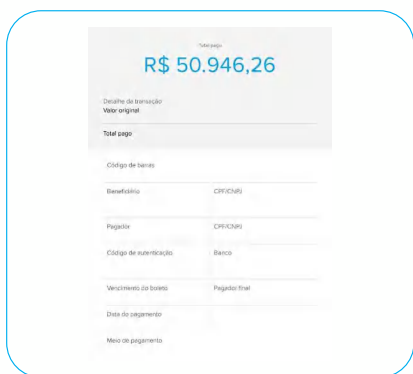 Total pago
R$ 50.946,26
Detalhe da transação
Valor original
Total pago
Código de barras
Beneficiário CPF/CNPJ
Pagador CPF/CNPJ
Código de autenticação Banco
Vencimento do boleto Pagador final
Data do pagamento
Meio de pagamento